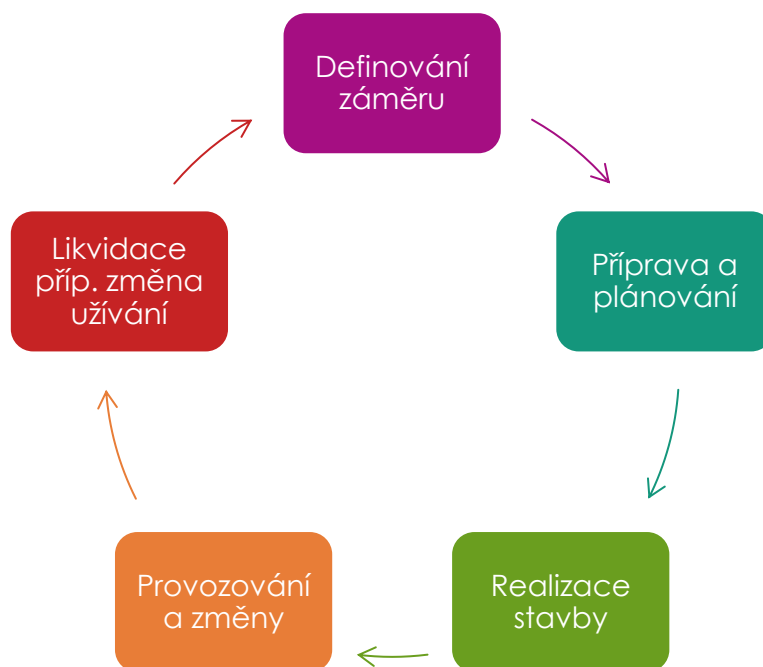 Definování
záměru
Příprava a
plánování
Realizace
stavby
Provozování
a změny
Likvidace
příp. změna
užívání